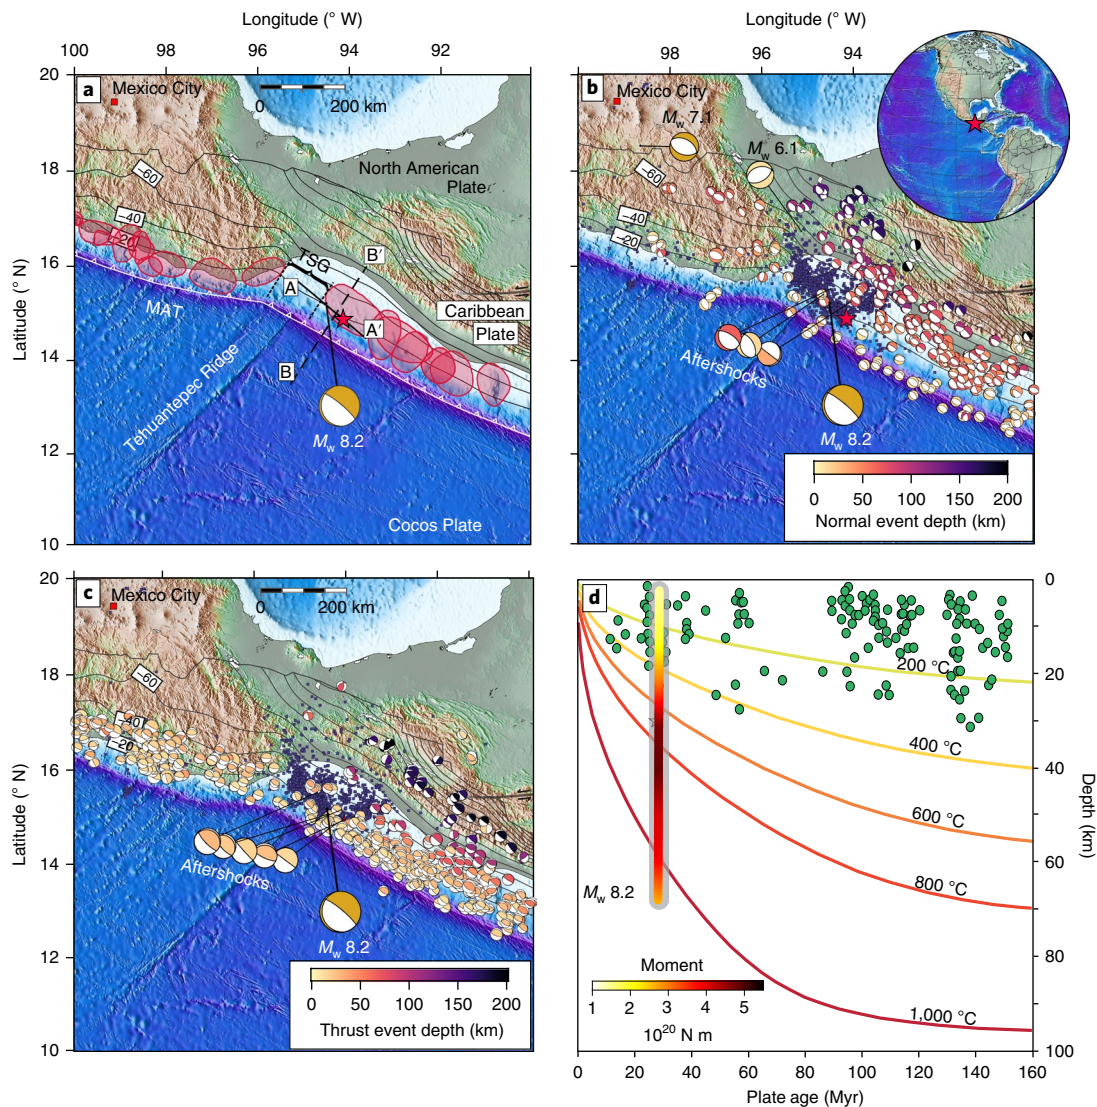 Longitude (° W)
100
98
96
94
92
20
18
16
14
12
10
Latitude (° N)
a
Mexico City
0
200 km
North American
Plate
–60
–40
–20
TSG
B′
A
A′
B
MAT
Caribbean
Plate
Tehuantepec Ridge
Mw 8.2
Cocos Plate
Longitude (° W)
98
96
94
b
Mexico City
Mw 7.1
Mw 6.1
–60
–40
–20
20
18
16
14
12
10
Aftershocks
Mw 8.2
0
50
100
150
200
Normal event depth (km)
c
Mexico City
0
200 km
–60
–40
–20
20
18
16
14
12
10
Latitude (° N)
Aftershocks
Mw 8.2
0
50
100
150
200
Thrust event depth (km)
d
200 °C
400 °C
600 °C
800 °C
1,000 °C
Mw 8.2
Moment
1
2
3
4
5
10²⁰ N m
0
20
40
60
80
100
Depth (km)
0
20
40
60
80
100
120
140
160
Plate age (Myr)